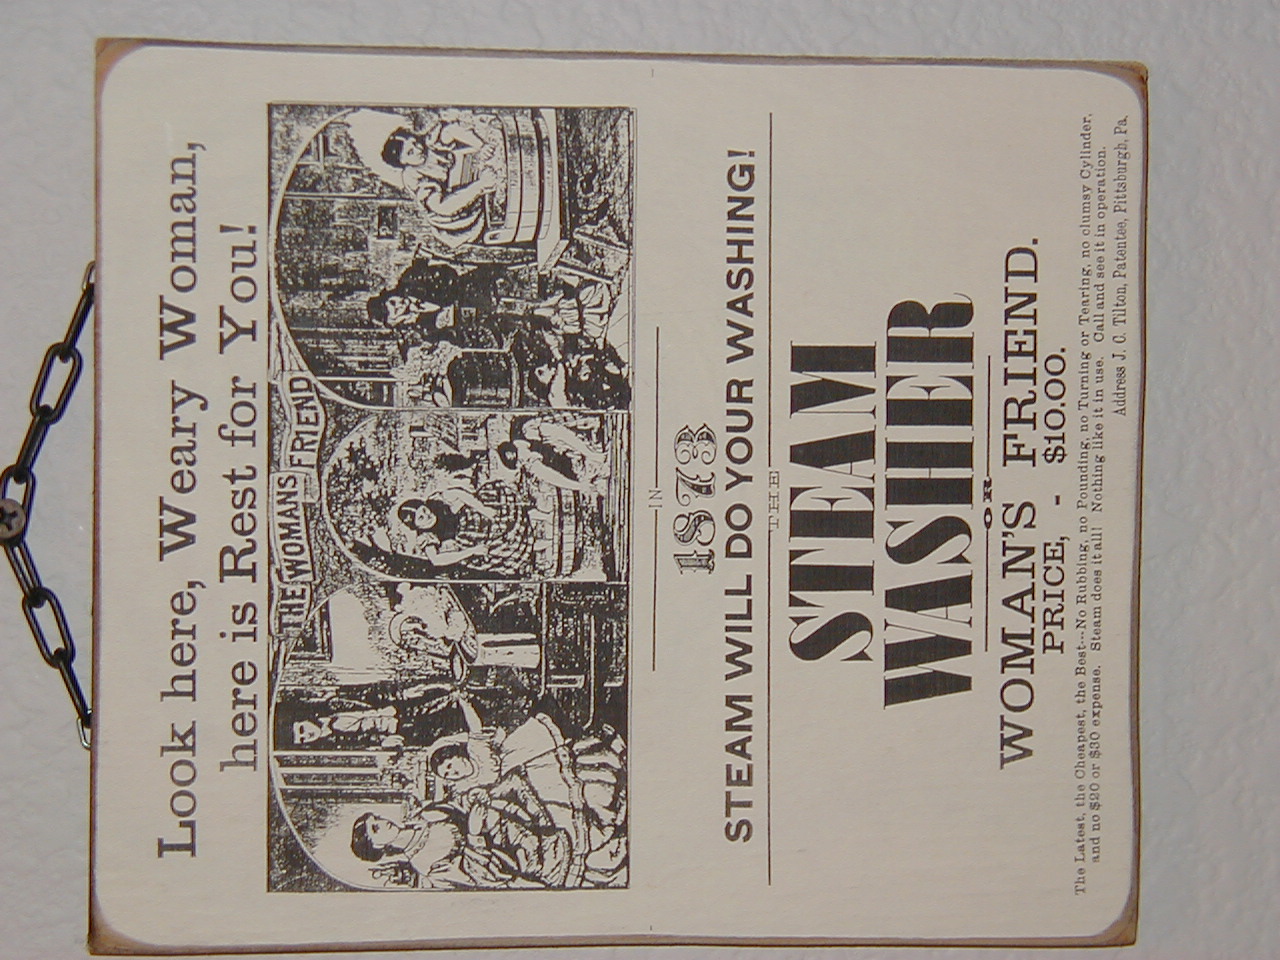 Look here, Weary Woman,
here is Rest for You!
THE WOMANS FRIEND
IN
1873
STEAM WILL DO YOUR WASHING!
THE
STEAM
WASHER
OR
WOMAN'S FRIEND.
PRICE, - $10.00.
The Latest, the Cheapest, the Best---No Rubbing, no Pounding, no Turning or Tearing, no clumsy Cylinder,
and no $20 or $30 expense. Steam does it all! Nothing like it in use. Call and see it in operation.
Address J. C. Tilton, Patentee, Pittsburgh, Pa.